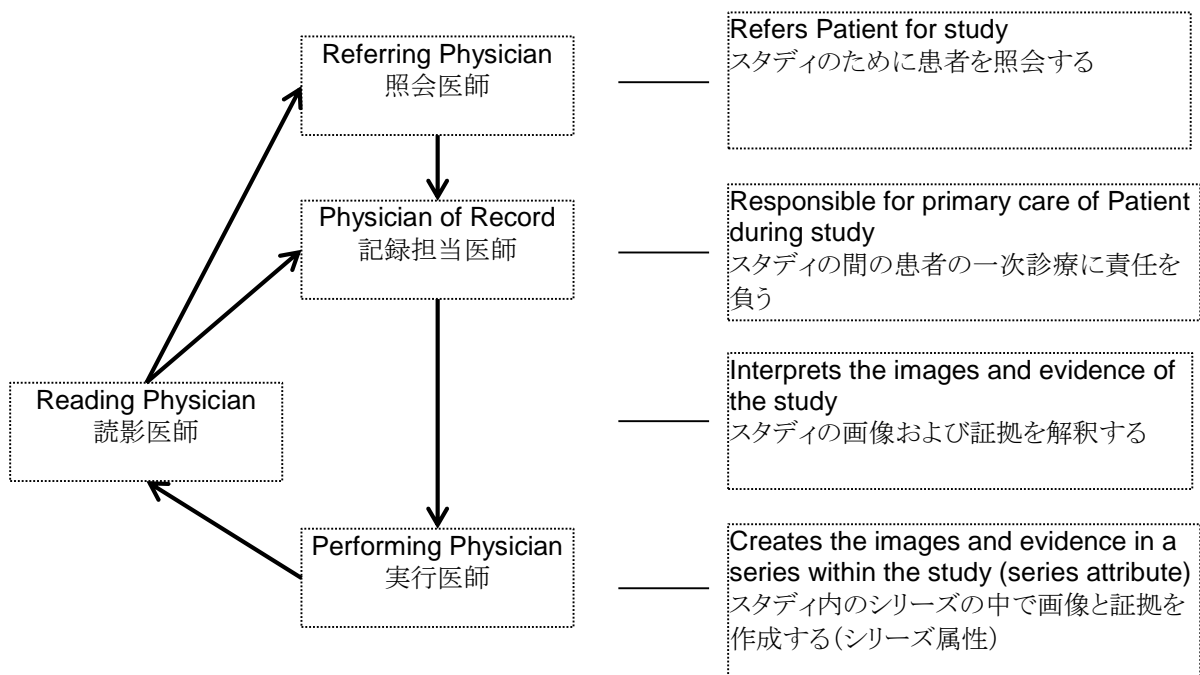 Referring Physician
照会医師
Refers Patient for study
スタディのために患者を照会する
Physician of Record
記録担当医師
Responsible for primary care of Patient
during study
スタディの間の患者の一次診療に責任を
負う
Reading Physician
読影医師
Interprets the images and evidence of
the study
スタディの画像および証拠を解釈する
Performing Physician
実行医師
Creates the images and evidence in a
series within the study (series attribute)
スタディ内のシリーズの中で画像と証拠を
作成する（シリーズ属性）